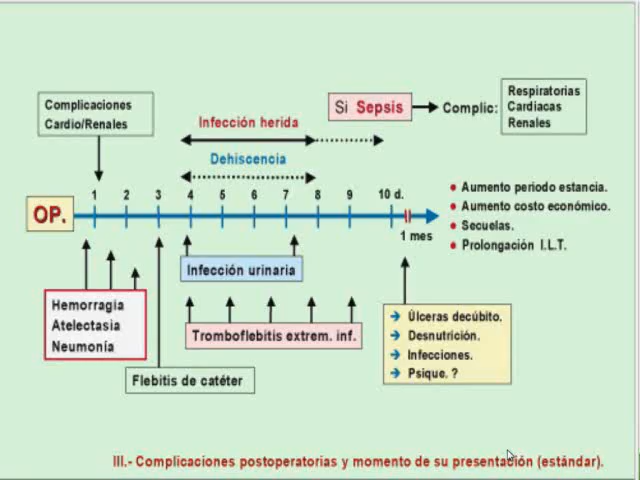 Complicaciones
Cardio/Renales
Infección herida
Dehiscencia
Si Sepsis
Complic:
Respiratorias
Cardiacas
Renales
OP.
1 2 3 4 5 6 7 8 9 10 d.
1 mes
Aumento periodo estancia.
Aumento costo económico.
Secuelas.
Prolongación I.L.T.
Hemorragia
Atelectasia
Neumonía
Infección urinaria
Tromboflebitis extrem. inf.
Flebitis de catéter
Úlceras decúbito.
Desnutrición.
Infecciones.
Psique. ?
III.- Complicaciones postoperatorias y momento de su presentación (estándar).